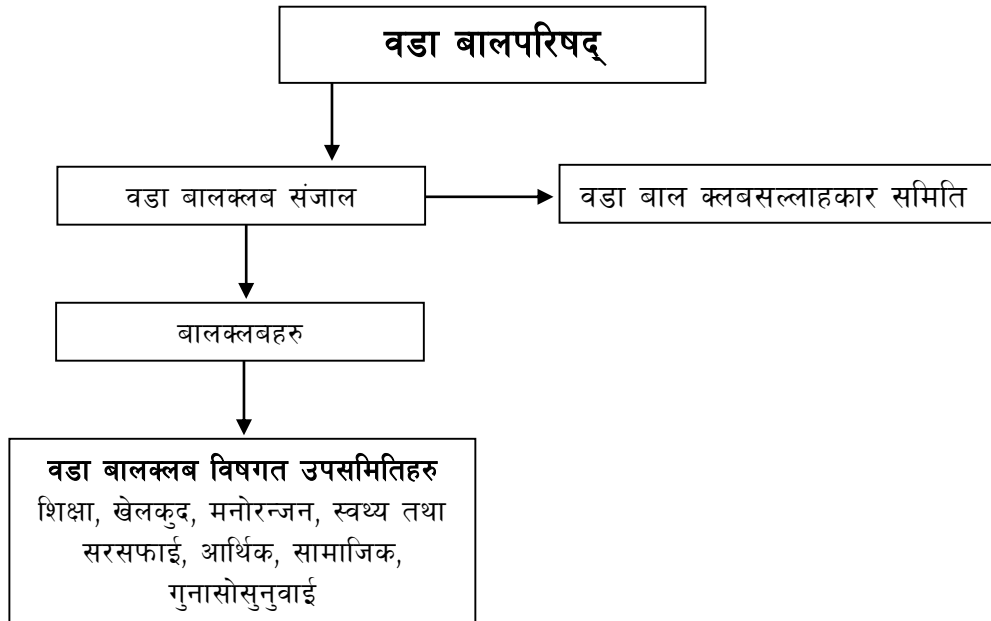 वडा बालपरिषद्
वडा बालक्लब संजाल
वडा बाल क्लबसल्लाहकार समिति
बालक्लबहरु
वडा बालक्लब विषगत उपसमितिहरु
शिक्षा, खेलकुद, मनोरन्जन, स्वथ्य तथा
सरसफाई, आर्थिक, सामाजिक,
गुनासोसुनुवाई